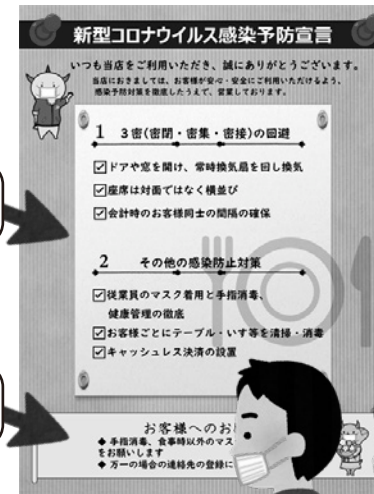 新型コロナウイルス感染予防宣言
いつも当店をご利用いただき、誠にありがとうございます。
当店におきましては、お客様が安心・安全にご利用いただけるよう、
感染予防対策を徹底したうえで、営業しております。
1 3密(密閉・密集・密接)の回避
ドアや窓を開け、常時換気扇を回し換気
座席は対面ではなく横並び
会計時のお客様同士の間隔の確保
2 その他の感染防止対策
従業員のマスク着用と手指消毒、
健康管理の徹底
お客様ごとにテーブル・いす等を清掃・消毒
キャッシュレス決済の設置
お客様へのお
◆ 手指消毒、食事時以外のマス
をお願いします
◆ 万一の場合の連絡先の登録に